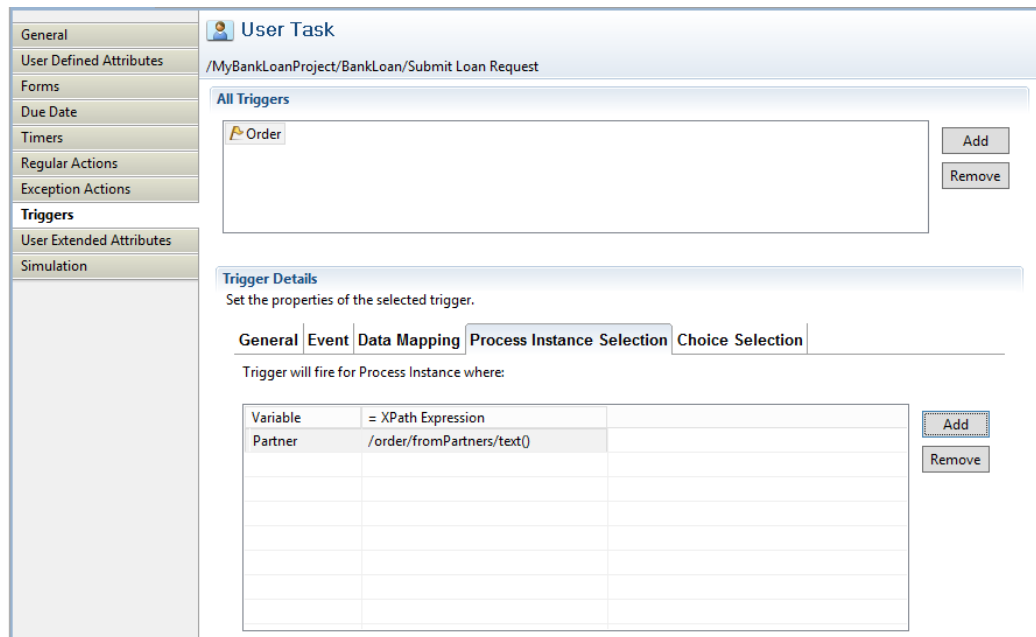 General
User Defined Attributes
Forms
Due Date
Timers
Regular Actions
Exception Actions
Triggers
User Extended Attributes
Simulation
User Task
/MyBankLoanProject/BankLoan/Submit Loan Request
All Triggers
Order
Add
Remove
Trigger Details
Set the properties of the selected trigger.
General Event Data Mapping Process Instance Selection Choice Selection
Trigger will fire for Process Instance where:
Variable = XPath Expression
Partner /order/fromPartners/text()
Add
Remove